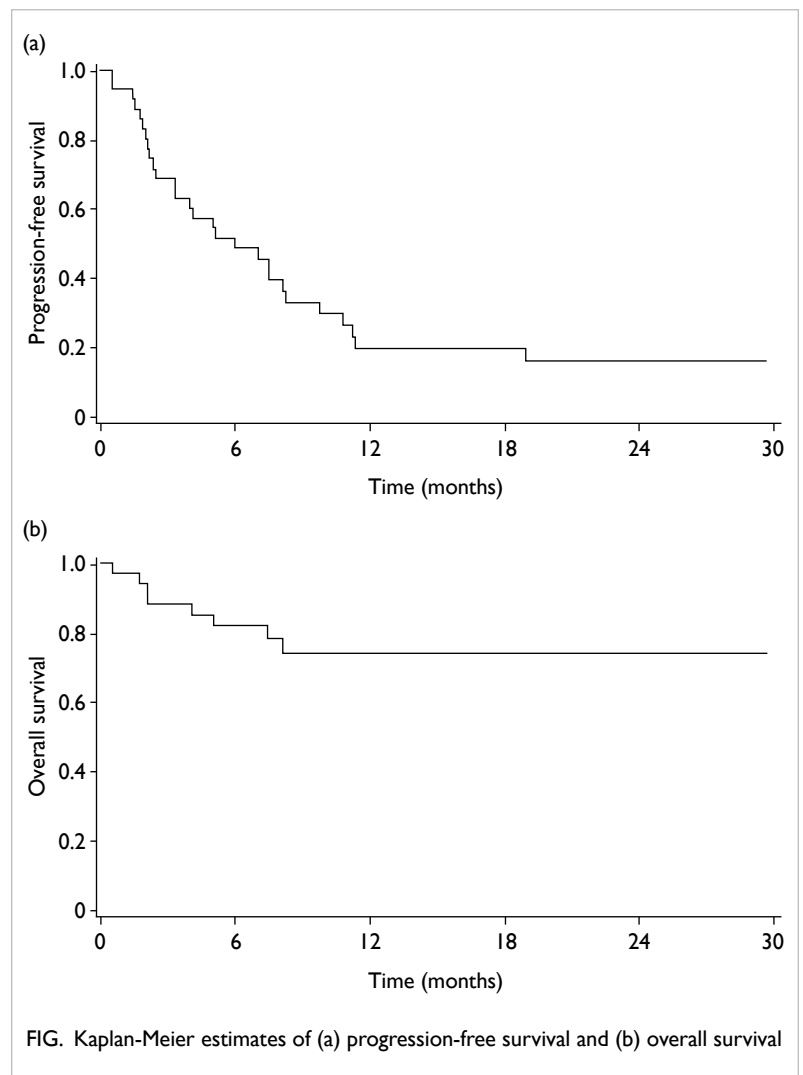 (a)
1.0
0.8
0.6
0.4
0.2
0
Progression-free survival
0 6 12 18 24 30
Time (months)
(b)
1.0
0.8
0.6
0.4
0.2
0
Overall survival
0 6 12 18 24 30
Time (months)
FIG. Kaplan-Meier estimates of (a) progression-free survival and (b) overall survival